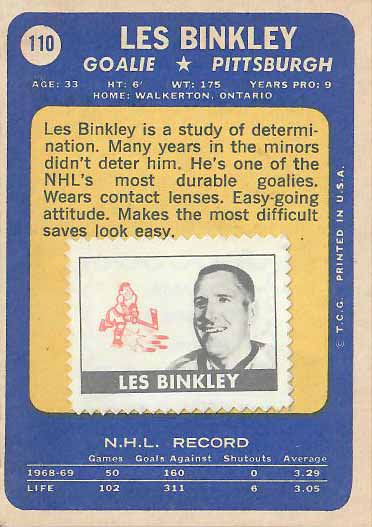 110
LES BINKLEY
GOALIE ★ PITTSBURGH
AGE: 33 HT: 6' WT: 175 YEARS PRO: 9
HOME: WALKERTON, ONTARIO
Les Binkley is a study of determi-
nation. Many years in the minors
didn't deter him. He's one of the
NHL's most durable goalies.
Wears contact lenses. Easy-going
attitude. Makes the most difficult
saves look easy.
LES BINKLEY
© T.C.G. PRINTED IN U.S.A.
N.H.L. RECORD
Games Goals Against Shutouts Average
1968-69 50 160 0 3.29
LIFE 102 311 6 3.05